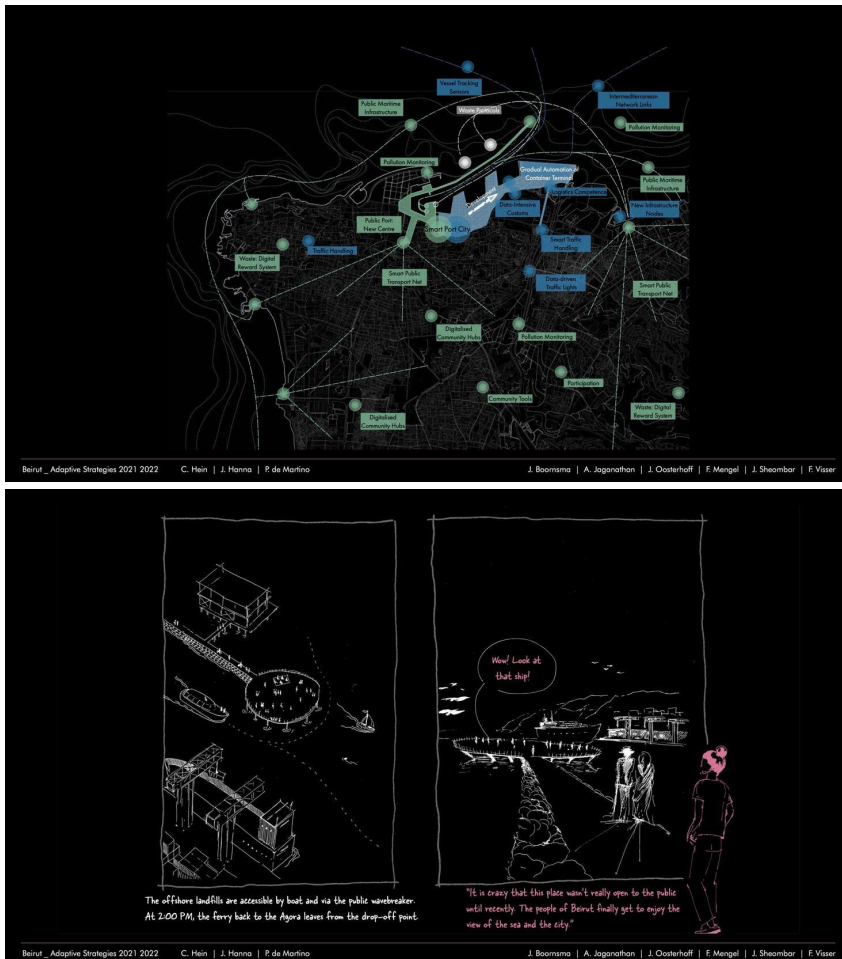 Vessel Tracking
Sensors
Intermediterranean
Network Links
Public Maritime
Infrastructure
Waste Protocols
Pollution Monitoring
Pollution Monitoring
Gradual Automation of
Container Terminal
Public Maritime
Infrastructure
Logistics Competence
Development
Data-Intensive
Customs
New Infrastructure
Nodes
Public Port:
New Centre
Smart Port City
Traffic Handling
Smart Traffic
Handling
Waste: Digital
Reward System
Smart Public
Transport Net
Data-driven
Traffic Lights
Smart Public
Transport Net
Digitalised
Community Hubs
Pollution Monitoring
Participation
Community Tools
Waste: Digital
Reward System
Digitalised
Community Hubs
Beirut _ Adaptive Strategies 2021 2022 C. Hein | J. Hanna | P. de Martino J. Boornsma | A. Jaganathan | J. Oosterhoff | F. Mengel | J. Sheombar | F. Visser
Wow! Look at
that ship!
The offshore landfills are accessible by boat and via the public wavebreaker.
At 2:00 PM, the ferry back to the Agora leaves from the drop-off point
"It is crazy that this place wasn't really open to the public
until recently. The people of Beirut finally get to enjoy the
view of the sea and the city."
Beirut _ Adaptive Strategies 2021 2022 C. Hein | J. Hanna | P. de Martino J. Boornsma | A. Jaganathan | J. Oosterhoff | F. Mengel | J. Sheombar | F. Visser